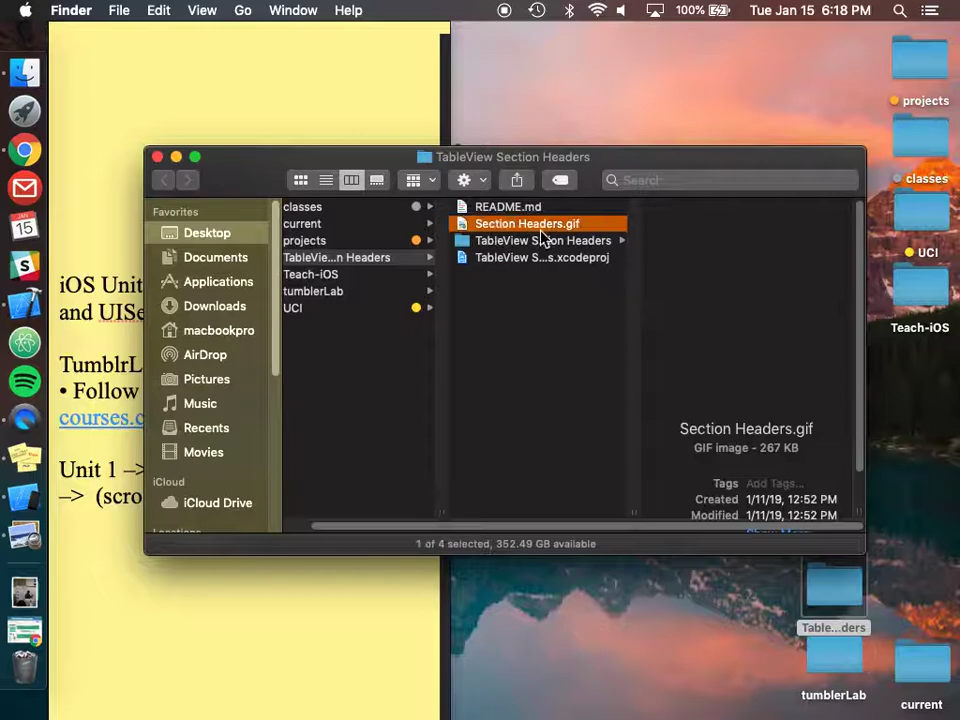 Finder File Edit View Go Window Help 100% Tue Jan 15 6:18 PM
projects
classes
UCI
Teach-iOS
TableView Section Headers
Search
Favorites
Desktop
Documents
Applications
Downloads
macbookpro
AirDrop
Pictures
Music
Recents
Movies
iCloud
iCloud Drive
classes
current
projects
TableVie...n Headers
Teach-iOS
tumblerLab
UCI
README.md
Section Headers.gif
TableView Section Headers
TableView S...s.xcodeproj
Section Headers.gif
GIF image - 267 KB
Tags Add Tags...
Created 1/11/19, 12:52 PM
Modified 1/11/19, 12:52 PM
1 of 4 selected, 352.49 GB available
iOS Unit
and UISe
TumblrL
• Follow
courses.c
Unit 1 –>
–> (scro
Table...ders
tumblerLab
current
15